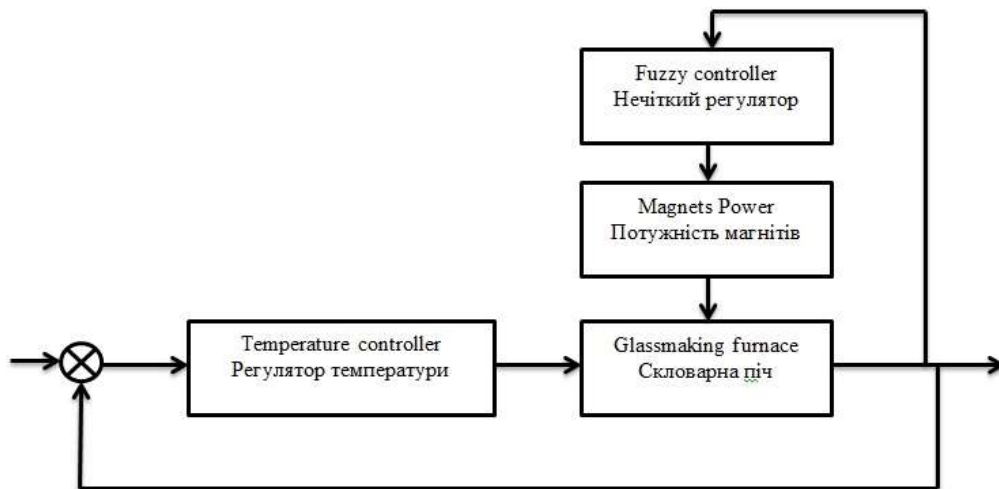 Fuzzy controller
Нечіткий регулятор
Magnets Power
Потужність магнітів
Temperature controller
Регулятор температури
Glassmaking furnace
Скловарна піч